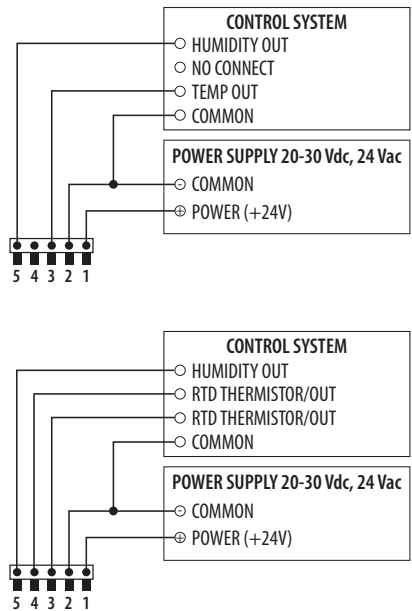 CONTROL SYSTEM
HUMIDITY OUT
NO CONNECT
TEMP OUT
COMMON
POWER SUPPLY 20-30 Vdc, 24 Vac
COMMON
POWER (+24V)
5 4 3 2 1
CONTROL SYSTEM
HUMIDITY OUT
RTD THERMISTOR/OUT
RTD THERMISTOR/OUT
COMMON
POWER SUPPLY 20-30 Vdc, 24 Vac
COMMON
POWER (+24V)
5 4 3 2 1